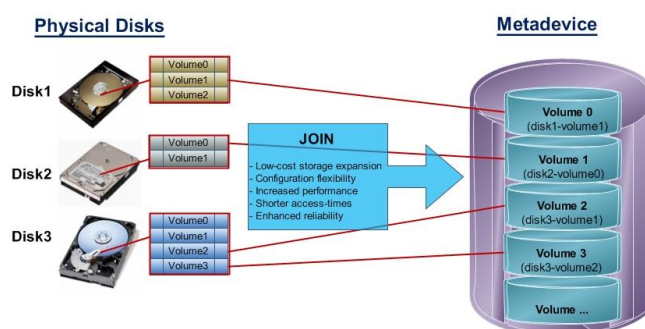 Physical Disks
Metadevice
Disk1
Volume0
Volume1
Volume2
Disk2
Volume0
Volume1
Disk3
Volume0
Volume1
Volume2
Volume3
JOIN
- Low-cost storage expansion
- Configuration flexibility
- Increased performance
- Shorter access-times
- Enhanced reliability
Volume 0
(disk1-volume1)
Volume 1
(disk2-volume0)
Volume 2
(disk3-volume1)
Volume 3
(disk3-volume2)
Volume ...